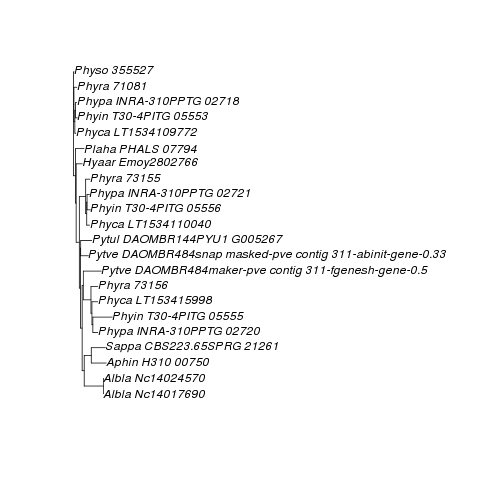 Physo 355527
Phyra 71081
Phypa INRA-310PPTG 02718
Phyin T30-4PITG 05553
Phyca LT1534109772
Plaha PHALS 07794
Hyaar Emoy2802766
Phyra 73155
Phypa INRA-310PPTG 02721
Phyin T30-4PITG 05556
Phyca LT1534110040
Pytul DAOMBR144PYU1 G005267
Pytve DAOMBR484snap masked-pve contig 311-abinit-gene-0.33
Pytve DAOMBR484maker-pve contig 311-fgenesh-gene-0.5
Phyra 73156
Phyca LT153415998
Phyin T30-4PITG 05555
Phypa INRA-310PPTG 02720
Sappa CBS223.65SPRG 21261
Aphin H310 00750
Albla Nc14024570
Albla Nc14017690